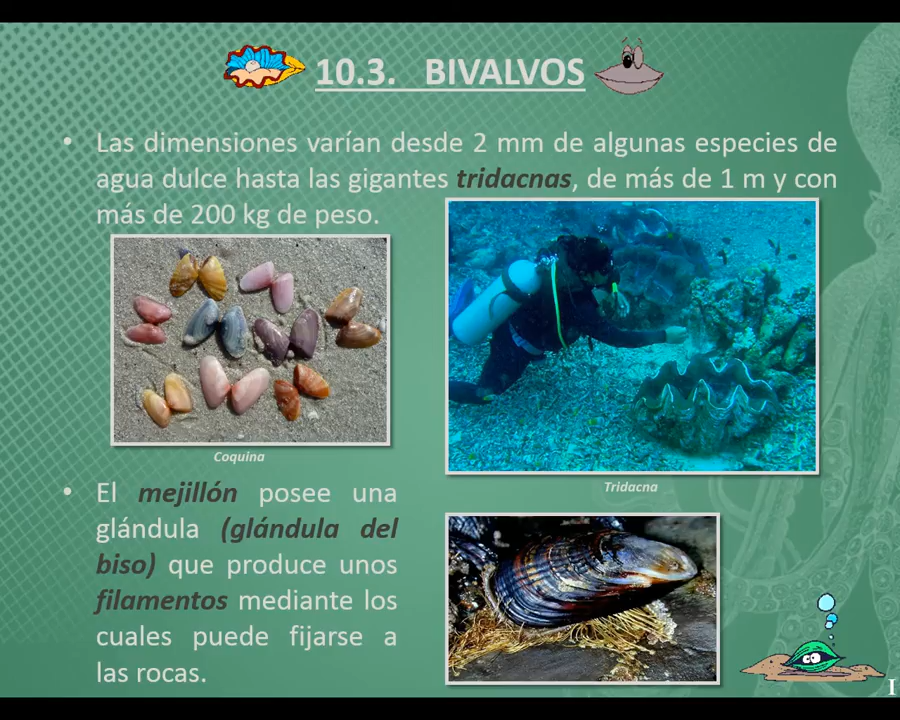 10.3. BIVALVOS
• Las dimensiones varían desde 2 mm de algunas especies de
agua dulce hasta las gigantes tridacnas, de más de 1 m y con
más de 200 kg de peso.
Coquina
Tridacna
• El mejillón posee una
glándula (glándula del
biso) que produce unos
filamentos mediante los
cuales puede fijarse a
las rocas.
I